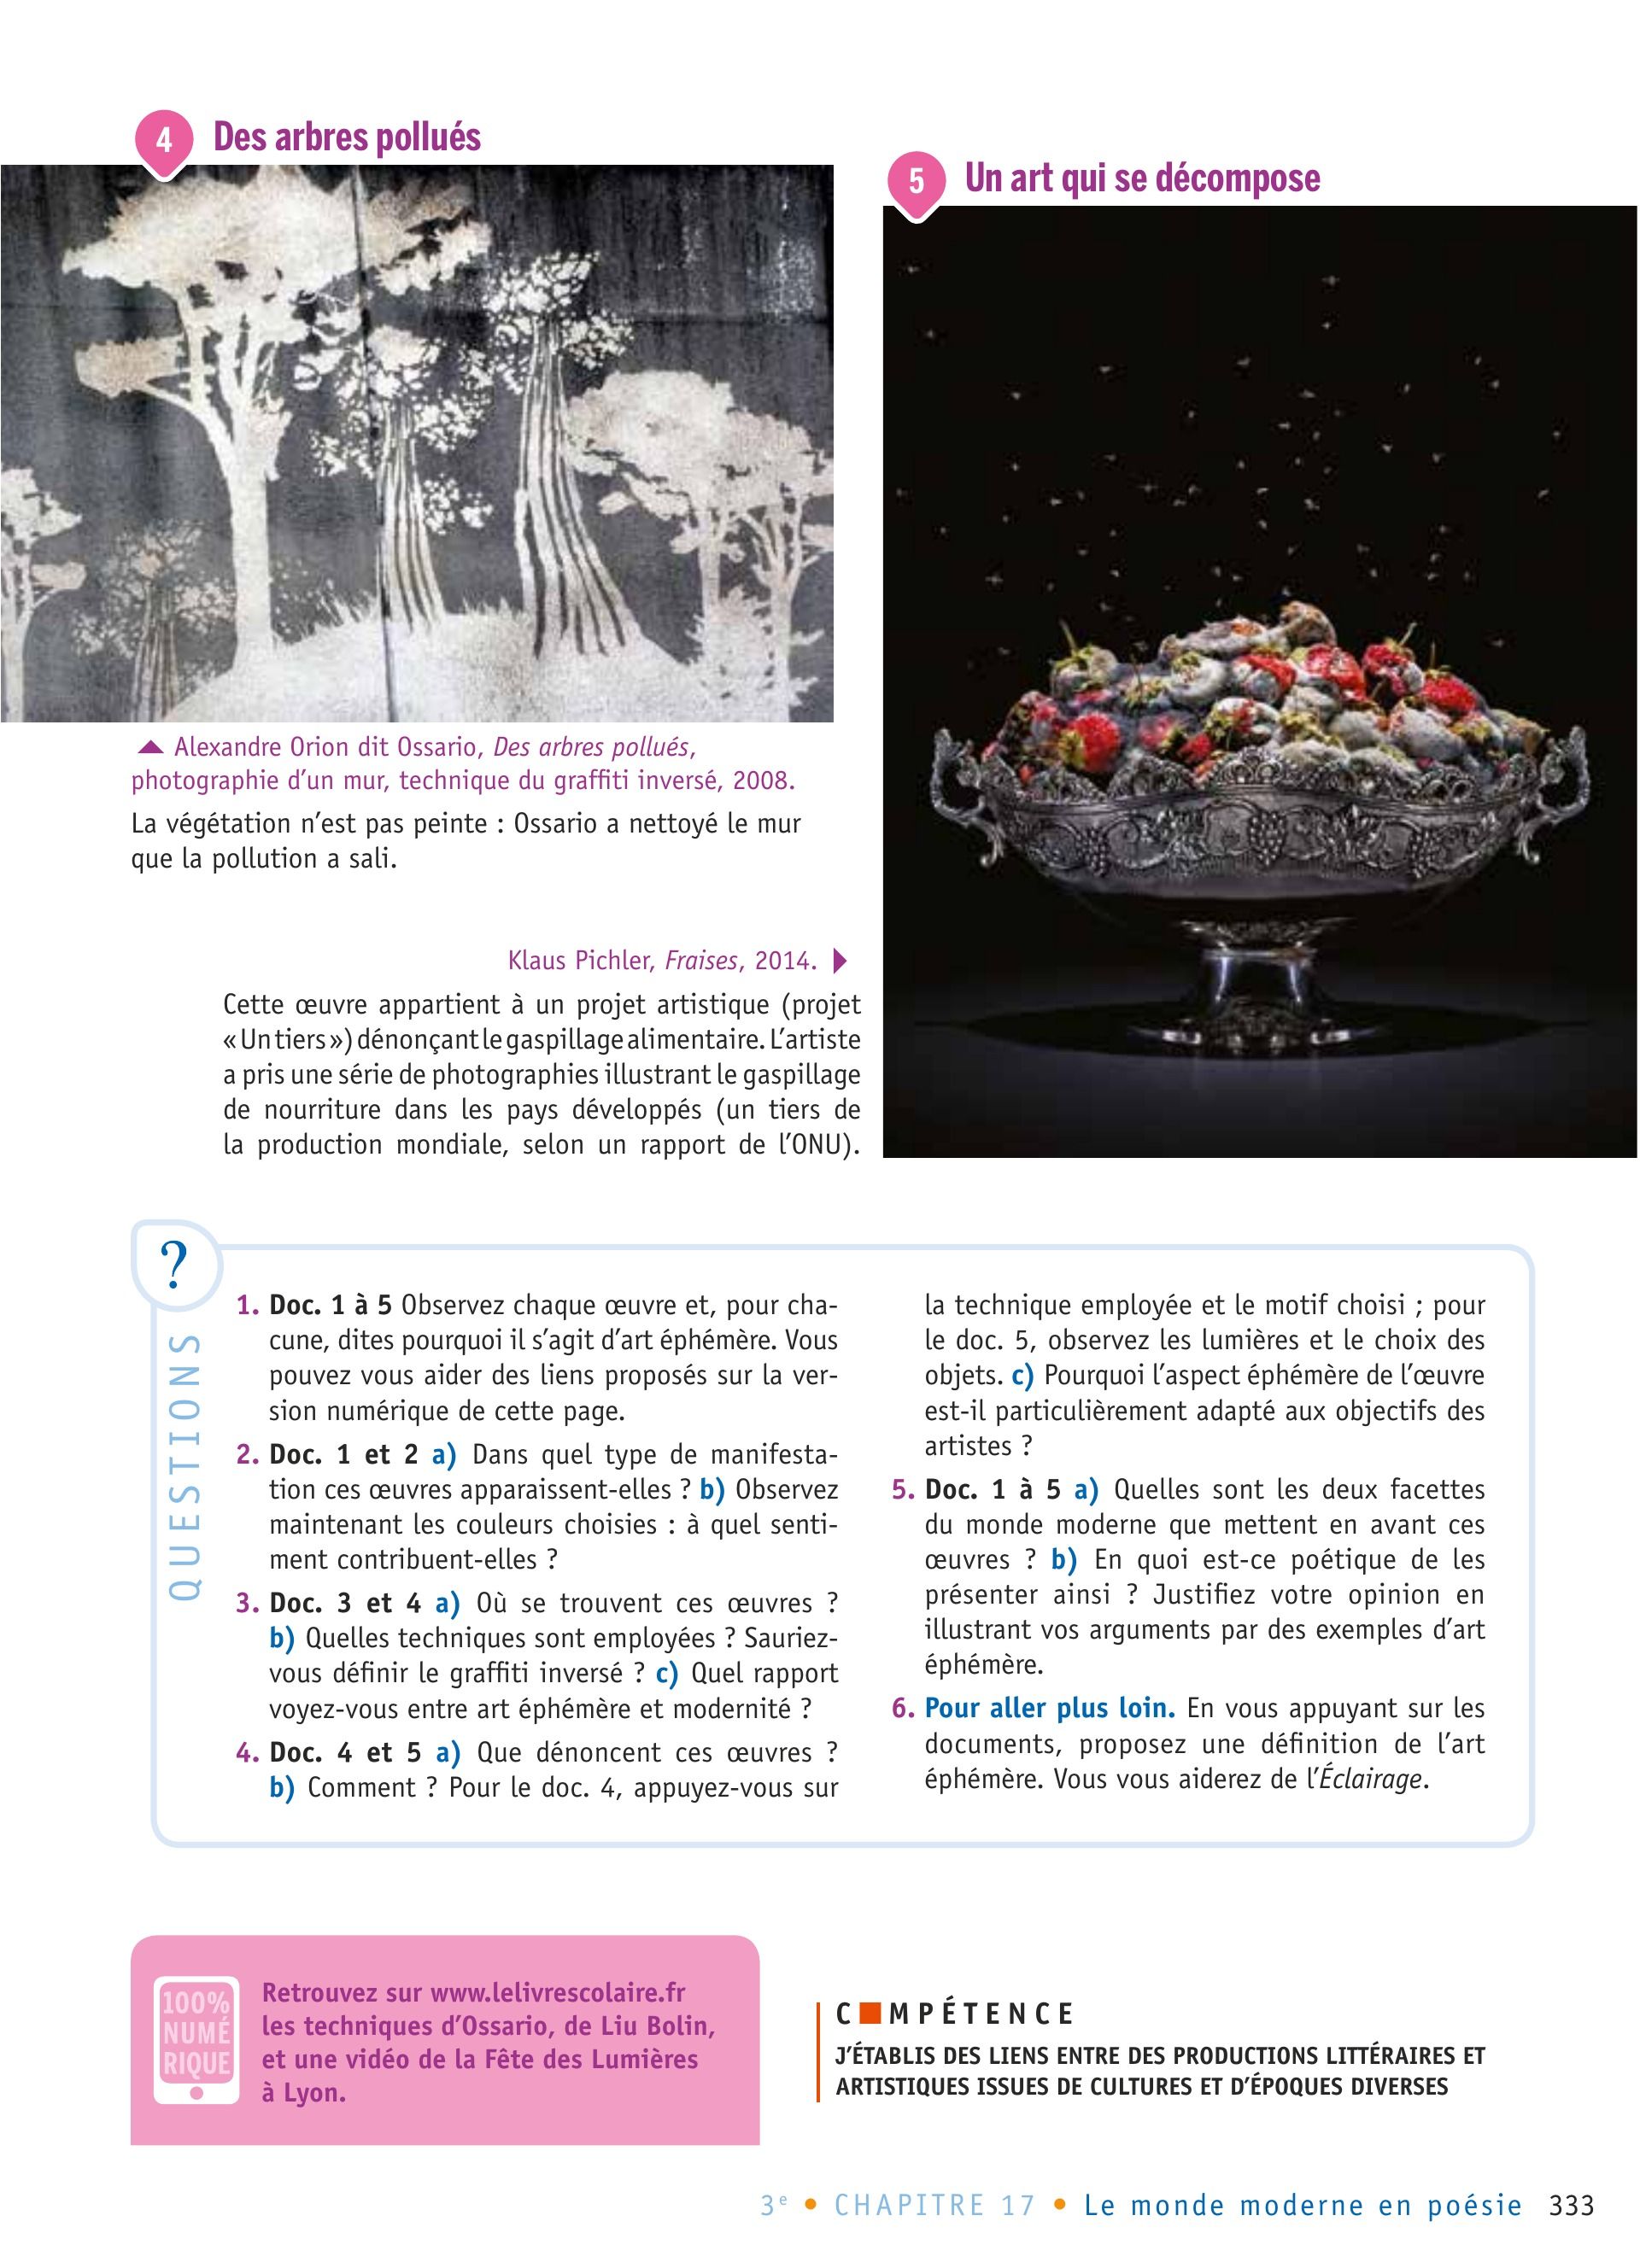 4 Des arbres pollués
5 Un art qui se décompose
Alexandre Orion dit Ossario, Des arbres pollués,
photographie d’un mur, technique du graffiti inversé, 2008.
La végétation n’est pas peinte : Ossario a nettoyé le mur
que la pollution a sali.
Klaus Pichler, Fraises, 2014.
Cette œuvre appartient à un projet artistique (projet
« Un tiers ») dénonçant le gaspillage alimentaire. L’artiste
a pris une série de photographies illustrant le gaspillage
de nourriture dans les pays développés (un tiers de
la production mondiale, selon un rapport de l’ONU).
?
QUESTIONS
1. Doc. 1 à 5 Observez chaque œuvre et, pour cha-
cune, dites pourquoi il s’agit d’art éphémère. Vous
pouvez vous aider des liens proposés sur la ver-
sion numérique de cette page.
2. Doc. 1 et 2 a) Dans quel type de manifesta-
tion ces œuvres apparaissent-elles ? b) Observez
maintenant les couleurs choisies : à quel senti-
ment contribuent-elles ?
3. Doc. 3 et 4 a) Où se trouvent ces œuvres ?
b) Quelles techniques sont employées ? Sauriez-
vous définir le graffiti inversé ? c) Quel rapport
voyez-vous entre art éphémère et modernité ?
4. Doc. 4 et 5 a) Que dénoncent ces œuvres ?
b) Comment ? Pour le doc. 4, appuyez-vous sur
la technique employée et le motif choisi ; pour
le doc. 5, observez les lumières et le choix des
objets. c) Pourquoi l’aspect éphémère de l’œuvre
est-il particulièrement adapté aux objectifs des
artistes ?
5. Doc. 1 à 5 a) Quelles sont les deux facettes
du monde moderne que mettent en avant ces
œuvres ? b) En quoi est-ce poétique de les
présenter ainsi ? Justifiez votre opinion en
illustrant vos arguments par des exemples d’art
éphémère.
6. Pour aller plus loin. En vous appuyant sur les
documents, proposez une définition de l’art
éphémère. Vous vous aiderez de l’Éclairage.
100%
NUMÉ
RIQUE
Retrouvez sur www.lelivrescolaire.fr
les techniques d’Ossario, de Liu Bolin,
et une vidéo de la Fête des Lumières
à Lyon.
C■MPÉTENCE
J’ÉTABLIS DES LIENS ENTRE DES PRODUCTIONS LITTÉRAIRES ET
ARTISTIQUES ISSUES DE CULTURES ET D’ÉPOQUES DIVERSES
3e • CHAPITRE 17 • Le monde moderne en poésie 333